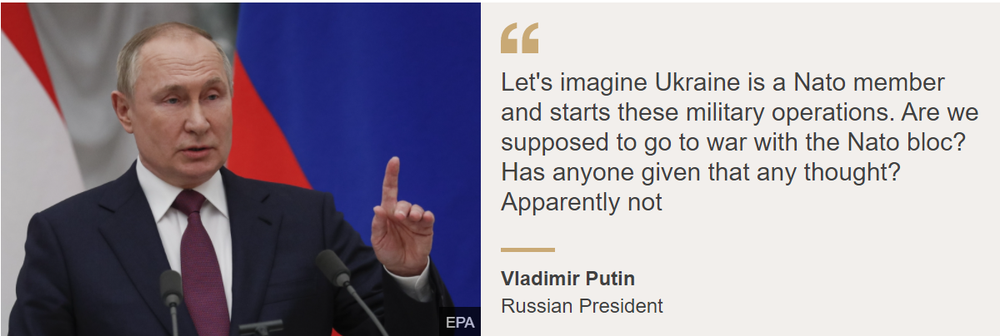 Let's imagine Ukraine is a Nato member
and starts these military operations. Are we
supposed to go to war with the Nato bloc?
Has anyone given that any thought?
Apparently not
Vladimir Putin
Russian President
EPA